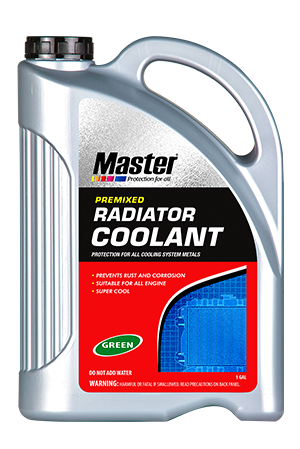 Master
Protection for all
PREMIXED
RADIATOR
COOLANT
PROTECTION FOR ALL COOLING SYSTEM METALS
• PREVENTS RUST AND CORROSION
• SUITABLE FOR ALL ENGINE
• SUPER COOL
GREEN
DO NOT ADD WATER
WARNING: HARMFUL OR FATAL IF SWALLOWED. READ PRECAUTIONS ON BACK PANEL.
1 GAL